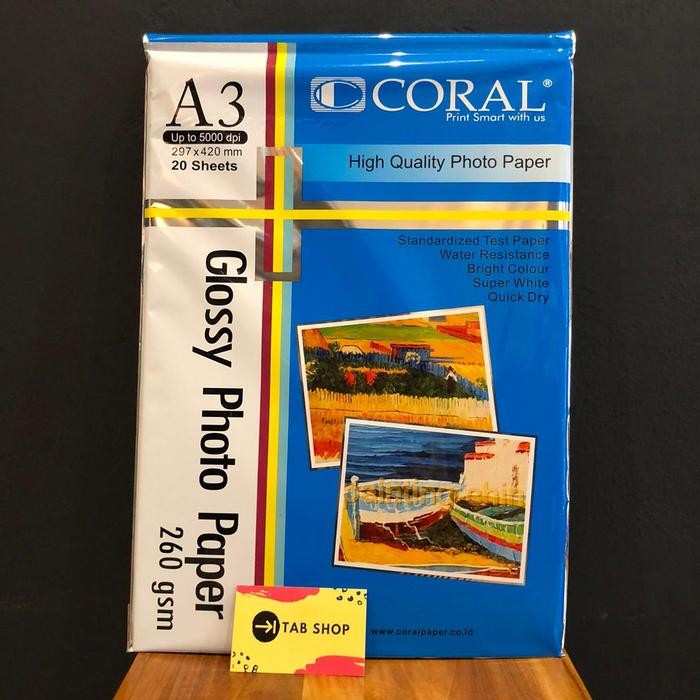 A3
Up to 5000 dpi
297 x 420 mm
20 Sheets
CORAL®
Print Smart with us
High Quality Photo Paper
Standardized Test Paper
Water Resistance
Bright Colour
Super White
Quick Dry
Glossy Photo Paper
260 gsm
TAB SHOP
www.coralpaper.co.id